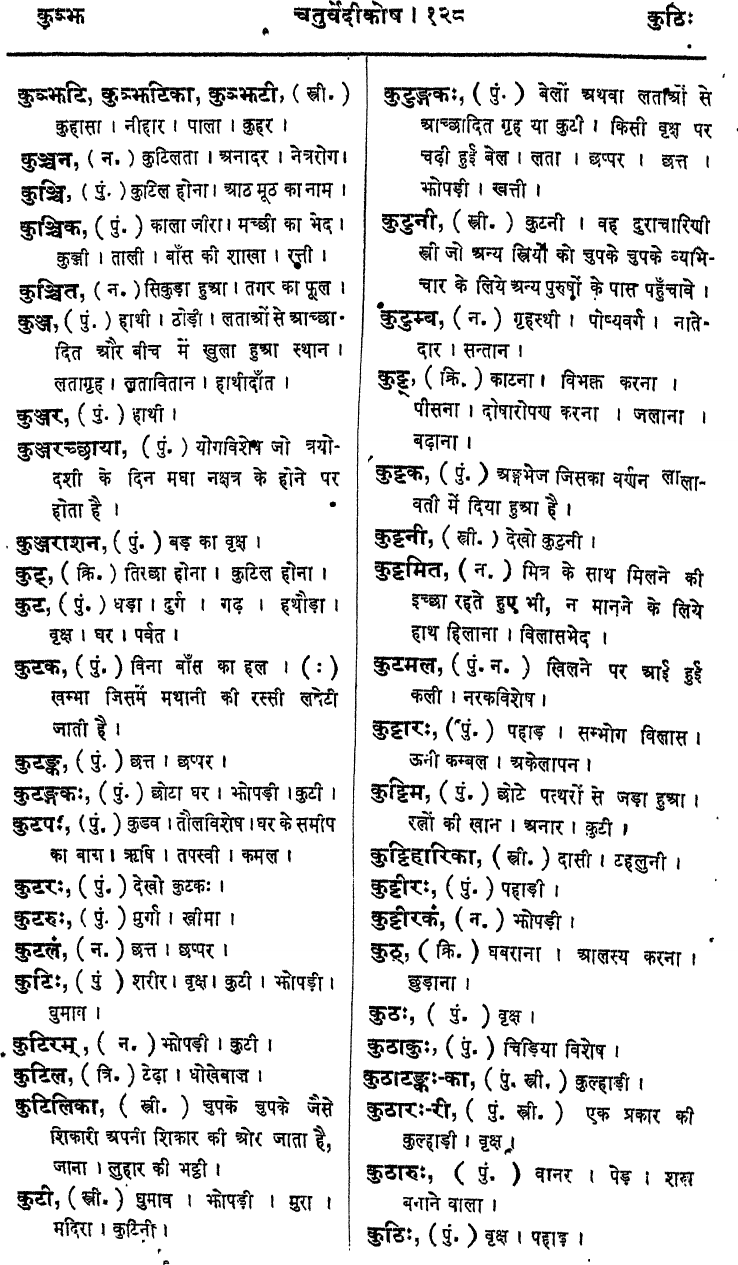 कुज्झ चतुर्वेदीकोष । १२८ कुठिः
कुज्झटि, कुज्झटिका, कुज्झटी, ( स्त्री. )
कुहासा । नीहार । पाला । कुहर ।
कुञ्चन, ( न. ) कुटिलता । अनादर । नेत्ररोग।
कुञ्चि, ( पुं. ) कुटिल होना। आठ मूठ का नाम ।
कुञ्चिक, ( पुं. ) काला जीरा। मच्छी का भेद ।
कुञ्जी । ताली । बाँस की शाखा । रत्ती ।
कुञ्चित, ( न. ) सिकुड़ा हुआ । तगर का फूल ।
कुञ्ज, ( पुं. ) हाथी । ठोड़ी । लताओं से आच्छा-
दित और बीच में खुला हुआ स्थान ।
लतागृह । लतावितान । हाथीदाँत ।
कुञ्जर, ( पुं. ) हाथी ।
कुञ्जरच्छाया, ( पुं. ) योगविशेष जो त्रयो-
दशी के दिन मघा नक्षत्र के होने पर
होता है ।
कुञ्जराशन, ( पुं. ) बड़ का वृक्ष ।
कुट्, ( क्रि. ) तिरछा होना । कुटिल होना ।
कुट, ( पुं. ) धड़ा । दुर्ग । गढ़ । हथौड़ा ।
वृक्ष । घर । पर्वत ।
कुटक, ( पुं. ) विना बाँस का हल । ( : )
खम्भा जिसमें मथानी की रस्सी लपेटी
जाती है ।
कुटङ्क, ( पुं. ) छत्त । छप्पर ।
कुटङ्गकः, ( पुं. ) छोटा घर । झोपड़ी । कुटी ।
कुटपः, ( पुं. ) कुडव । तौलविशेष । घर के समीप
का बाग़ । ऋषि । तपस्वी । कमल ।
कुटरः, ( पुं. ) देखो कुटकः ।
कुटरुः, ( पुं. ) मुर्गा । खीमा ।
कुटलं, ( न. ) छत्त । छप्पर ।
कुटिः, ( पुं ) शरीर । वृक्ष । कुटी । झोपड़ी ।
घुमाव ।
कुटिरम्, ( न. ) झोपड़ी । कुटी ।
कुटिल, ( त्रि. ) टेढ़ा । धोखेबाज़ ।
कुटिलिका, ( स्त्री. ) चुपके चुपके जैसे
शिकारी अपनी शिकार की ओर जाता है,
जाना । लुहार की भट्टी ।
कुटी, ( स्त्री. ) घुमाव । झोपड़ी । मुरा ।
मदिरा । कुटिनी ।
कुटुङ्गकः, ( पुं. ) बेलों अथवा लताओं से
आच्छादित गृह या कुटी । किसी वृक्ष पर
चढ़ी हुई बेल । लता । छप्पर । छत्त ।
झोपड़ी । खत्ती ।
कुटुनी, ( स्त्री. ) कुटनी । वह दुराचारिणी
स्त्री जो अन्य स्त्रियों को चुपके चुपके व्यभि-
चार के लिये अन्य पुरुषों के पास पहुँचावे ।
कुटुम्ब, ( न. ) गृहस्थी । पोष्यवर्ग । नाते-
दार । सन्तान ।
कुट्ट्, ( क्रि. ) काटना । विभक्त करना ।
पीसना । दोषारोपण करना । जलाना ।
बढ़ाना ।
कुट्टक, ( पुं. ) अङ्कभेज जिसका वर्णन लीला-
वती में दिया हुआ है ।
कुट्टनी, ( स्त्री. ) देखो कुटुनी ।
कुट्टमित, ( न. ) मित्र के साथ मिलने की
इच्छा रहते हुए भी, न मानने के लिये
हाथ हिलाना । विलासभेद ।
कुटमल, ( पुं. न. ) खिलने पर आई हुई
कली । नरकविशेष ।
कुट्टारः, ( पुं. ) पहाड़ । सम्भोग विलास ।
ऊनी कम्बल । अकेलापन ।
कुट्टिम, ( पुं. ) छोटे पत्थरों से जड़ा हुआ ।
रत्नों की खान । अनार । कुटी ।
कुट्टिहारिका, ( स्त्री. ) दासी । टहलुनी ।
कुट्टीरः, ( पुं. ) पहाड़ी ।
कुट्टीरकं, ( न. ) झोपड़ी ।
कुठ्, ( क्रि. ) घबराना । आलस्य करना ।
छुड़ाना ।
कुठः, ( पुं. ) वृक्ष ।
कुठाकुः, ( पुं. ) चिड़िया विशेष ।
कुठाटङ्कः-का, ( पुं. स्त्री. ) कुल्हाड़ी ।
कुठारः-री, ( पुं. स्त्री. ) एक प्रकार की
कुल्हाड़ी । वृक्ष ।
कुठारुः, ( पुं. ) वानर । पेड़ । शस्त्र
बनाने वाला ।
कुठिः, ( पुं. ) वृक्ष । पहाड़ ।